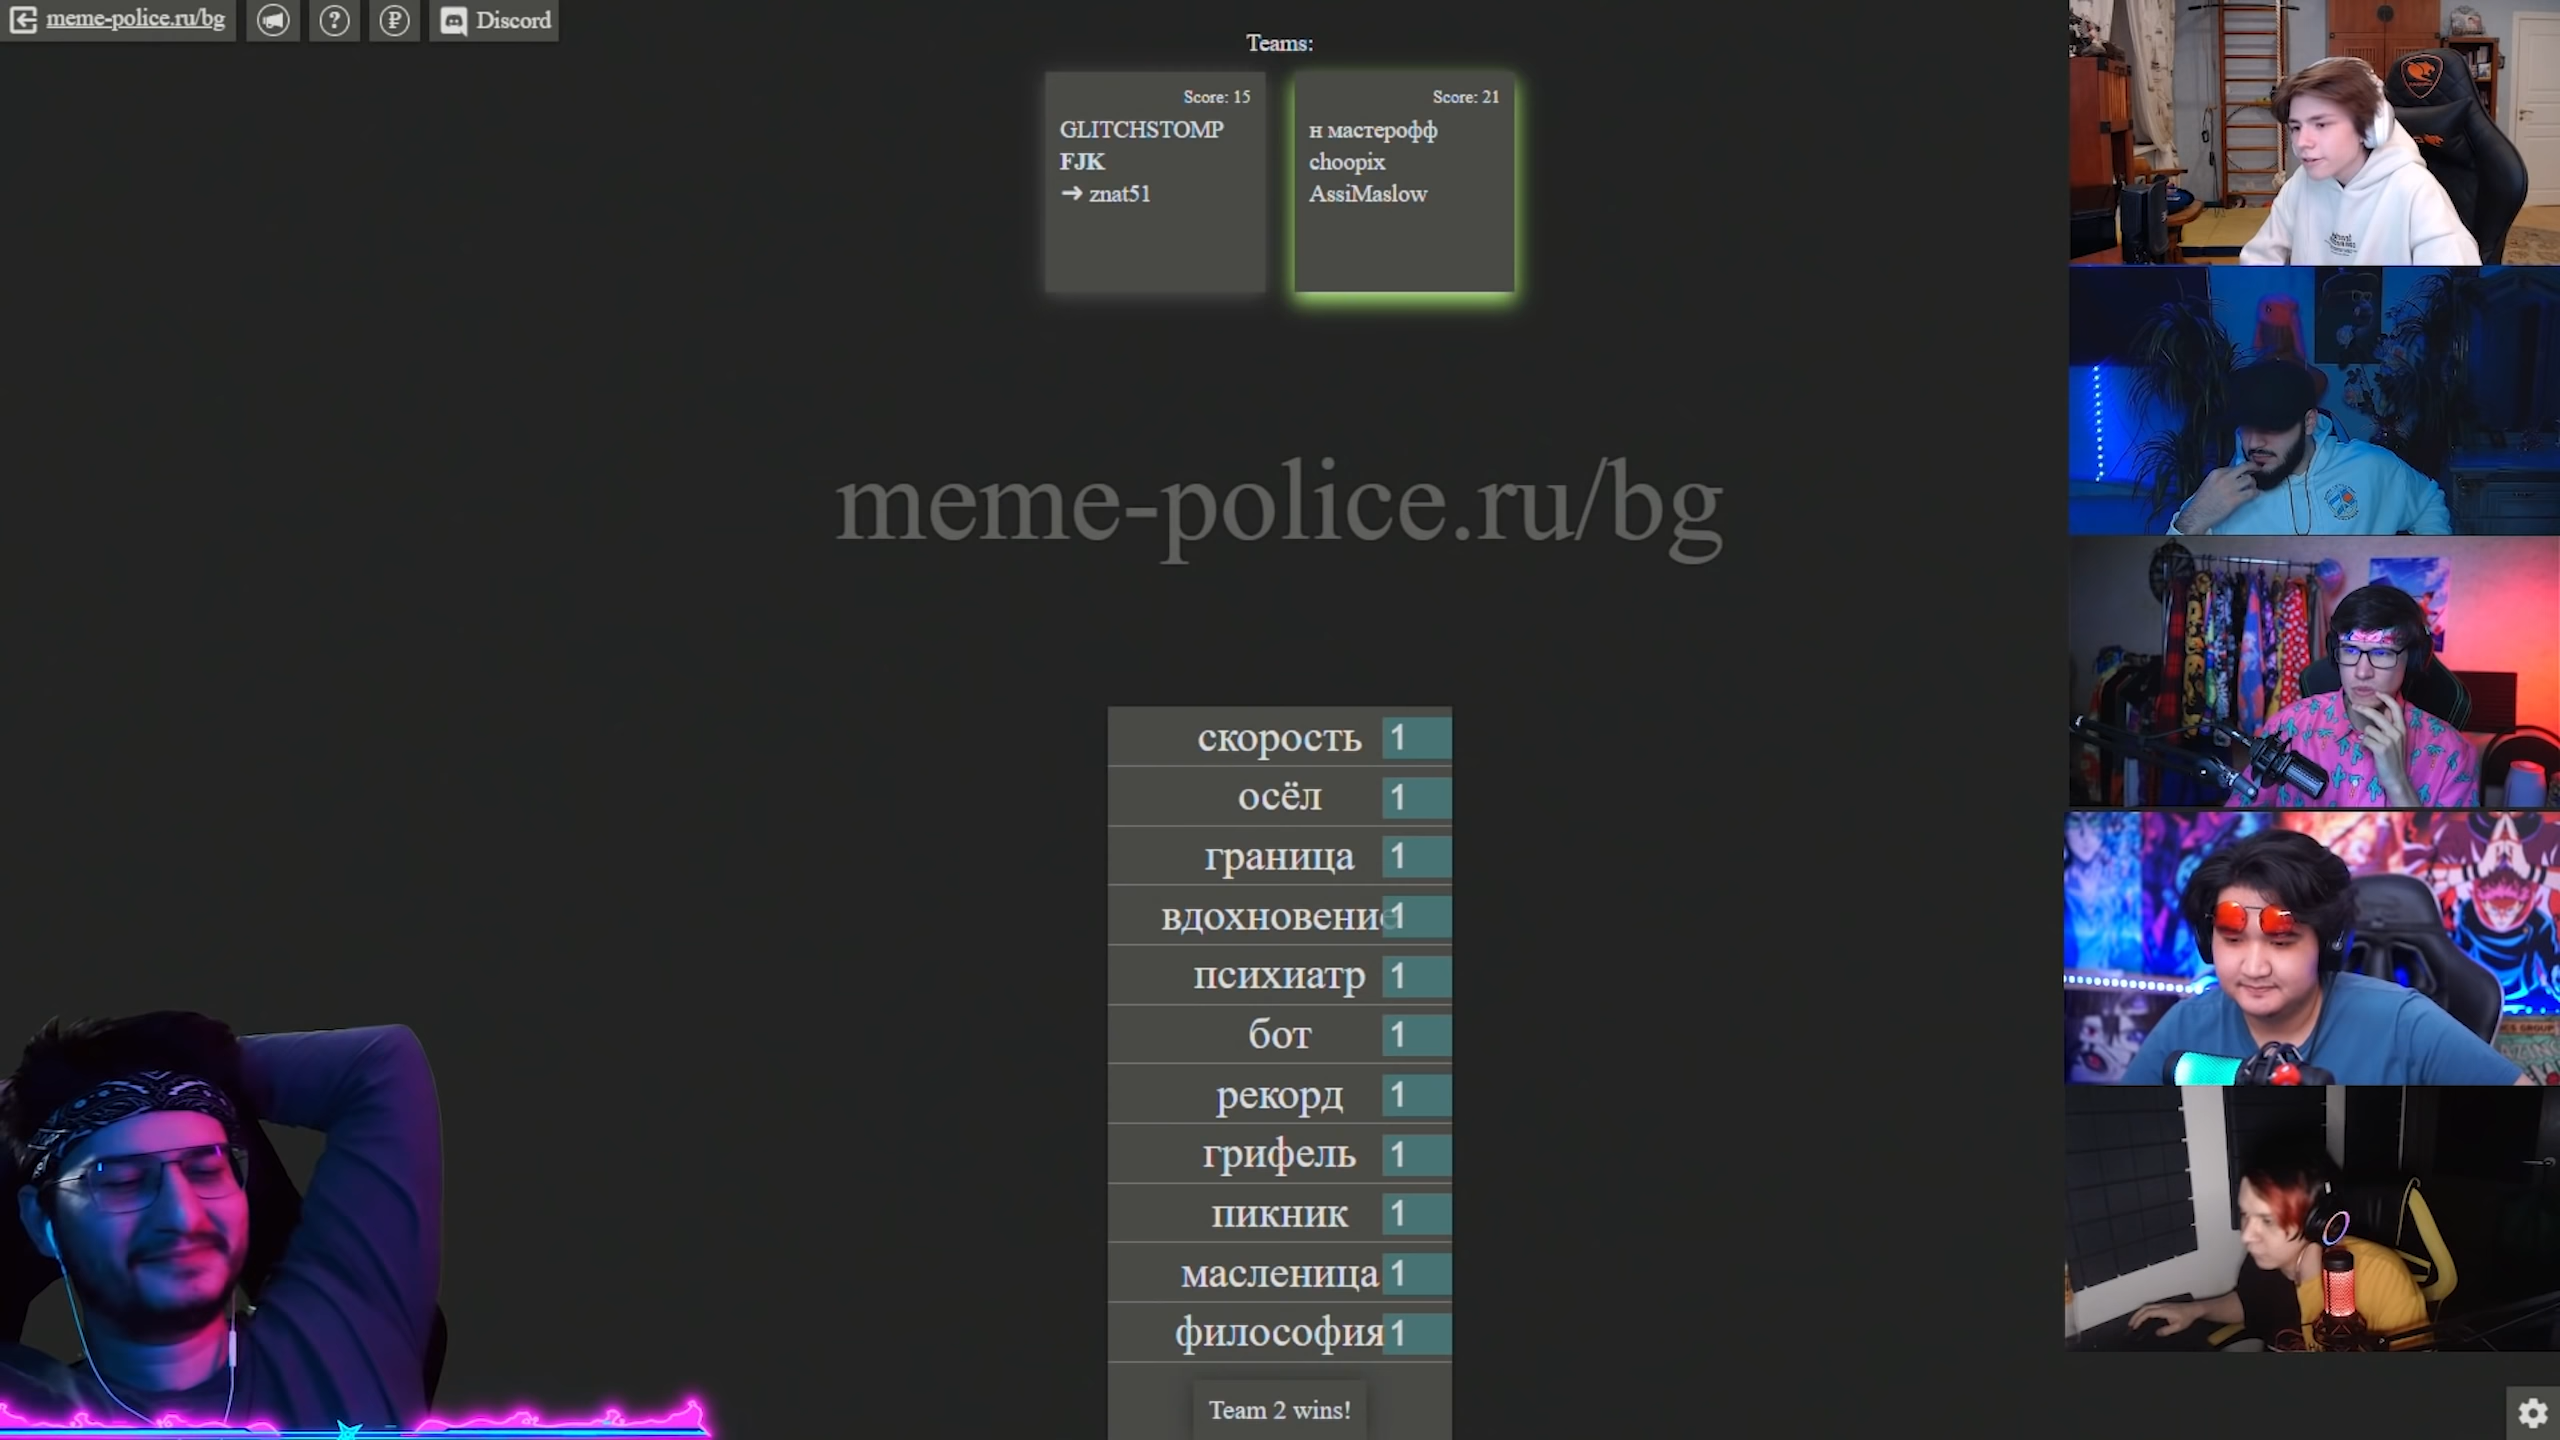 meme-police.ru/bg
Discord
Teams:
Score: 15
GLITCHSTOMP
FJK
➜ znat51
Score: 21
н мастерофф
choopix
AssiMaslow
meme-police.ru/bg
скорость 1
осёл 1
граница 1
вдохновение 1
психиатр 1
бот 1
рекорд 1
грифель 1
пикник 1
масленица 1
философия 1
Team 2 wins!